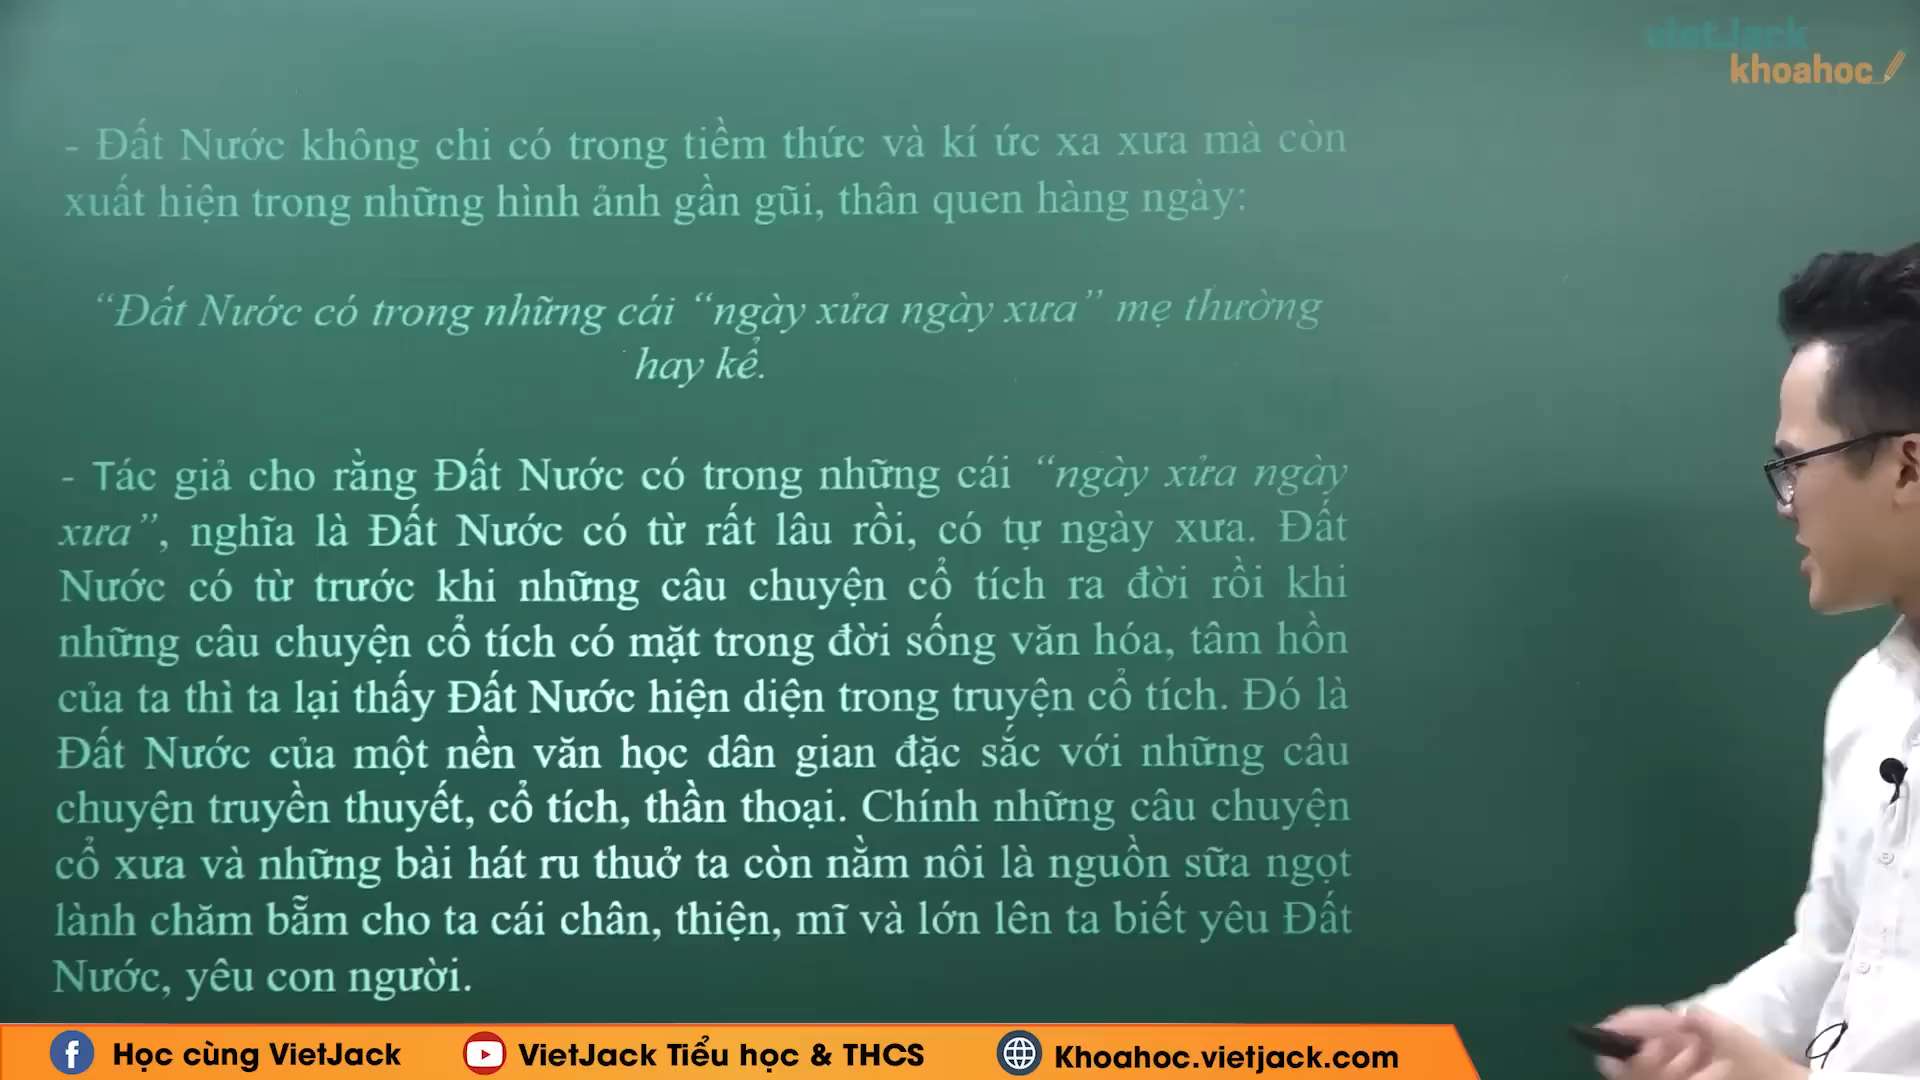 vietJack
khoahoc
- Đất Nước không chi có trong tiềm thức và kí ức xa xưa mà còn
xuất hiện trong những hình ảnh gần gũi, thân quen hàng ngày:
“Đất Nước có trong những cái “ngày xửa ngày xưa” mẹ thường
hay kể.
- Tác giả cho rằng Đất Nước có trong những cái “ngày xửa ngày
xưa”, nghĩa là Đất Nước có từ rất lâu rồi, có tự ngày xưa. Đất
Nước có từ trước khi những câu chuyện cổ tích ra đời rồi khi
những câu chuyện cổ tích có mặt trong đời sống văn hóa, tâm hồn
của ta thì ta lại thấy Đất Nước hiện diện trong truyện cổ tích. Đó là
Đất Nước của một nền văn học dân gian đặc sắc với những câu
chuyện truyền thuyết, cổ tích, thần thoại. Chính những câu chuyện
cổ xưa và những bài hát ru thuở ta còn nằm nôi là nguồn sữa ngọt
lành chăm bẵm cho ta cái chân, thiện, mĩ và lớn lên ta biết yêu Đất
Nước, yêu con người.
Học cùng VietJack
VietJack Tiểu học & THCS
Khoahoc.vietjack.com